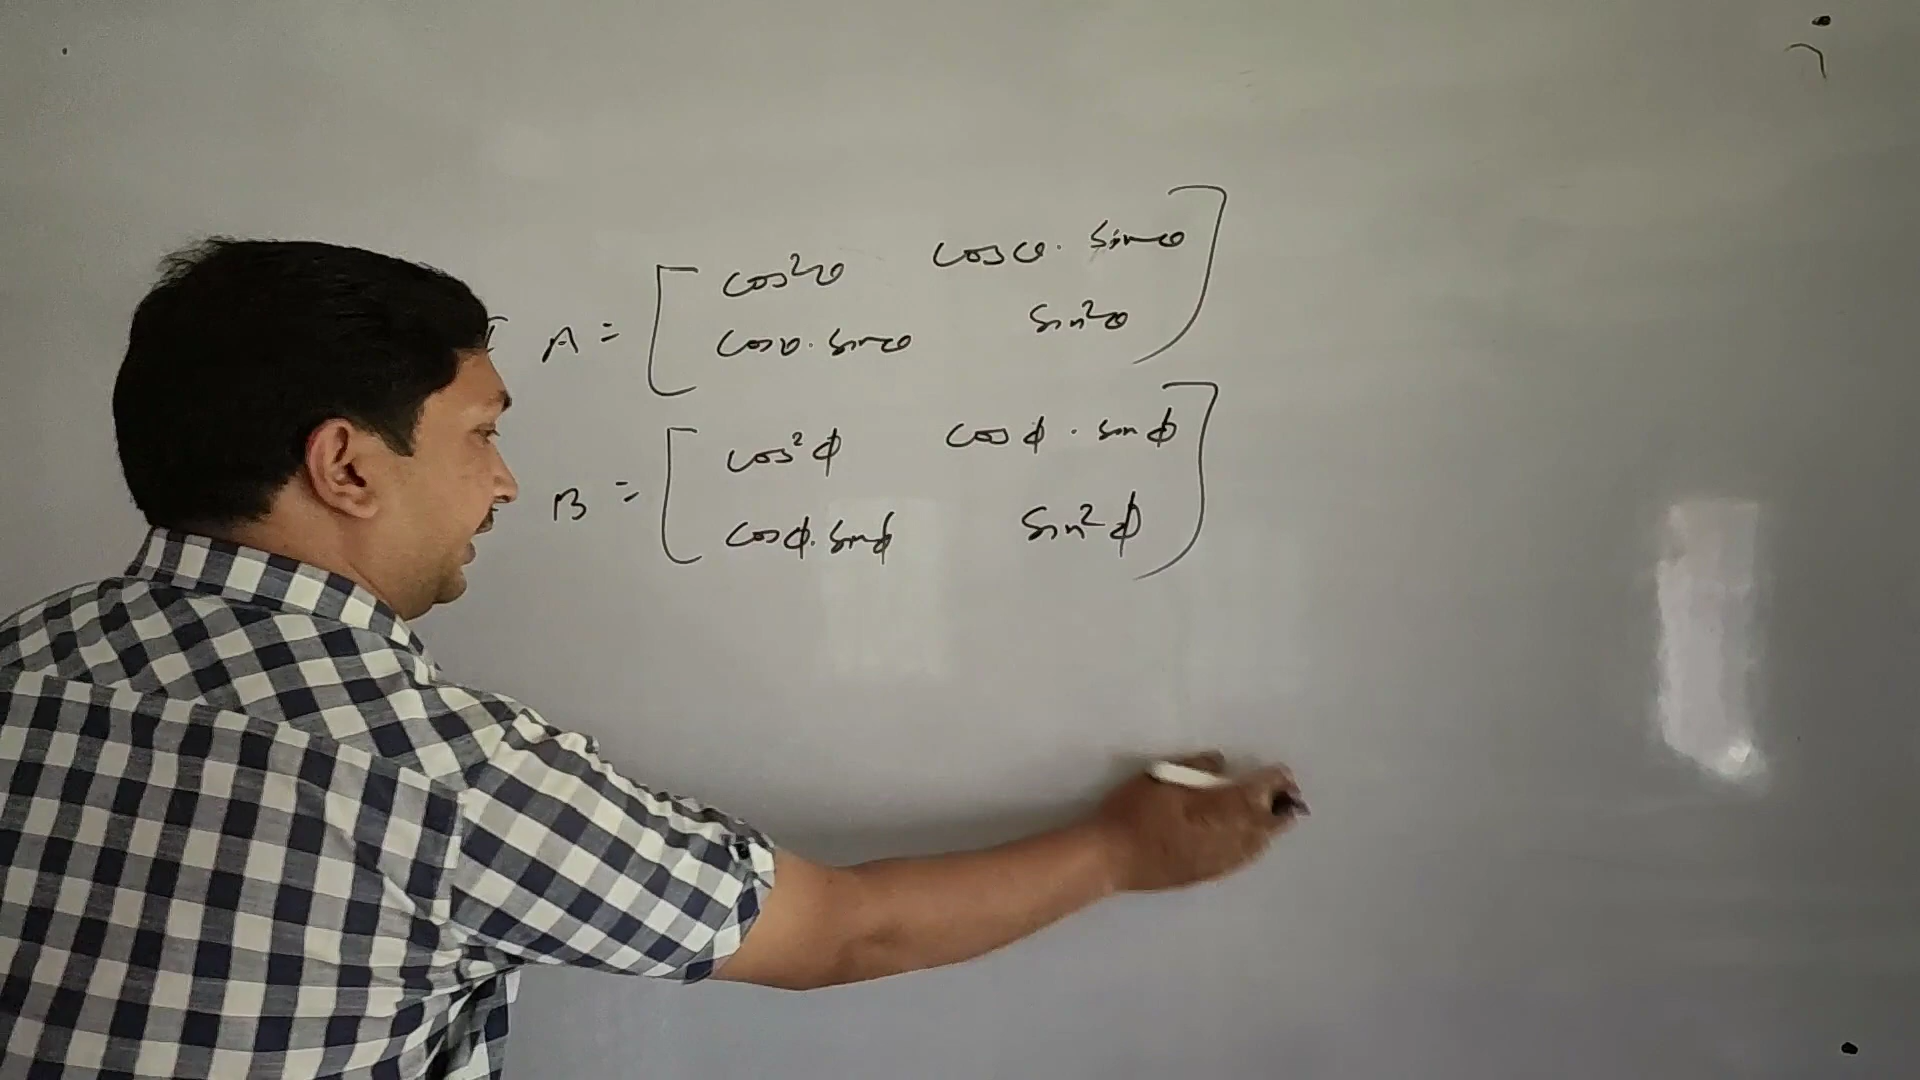 A = [ cos²θ cosθ. sinθ
cosθ. sinθ sin²θ ]
B = [ cos²ϕ cosϕ . sinϕ
cosϕ. sinϕ sin²ϕ ]